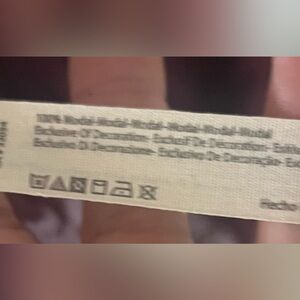 100% Modal-Modal-Modal-Modal-Modal-Modal
Exclusive Of Decoration. Exclusif De Decoration.
Esclusive Di Decorazione. Exclusivo De Decoração
Hecho